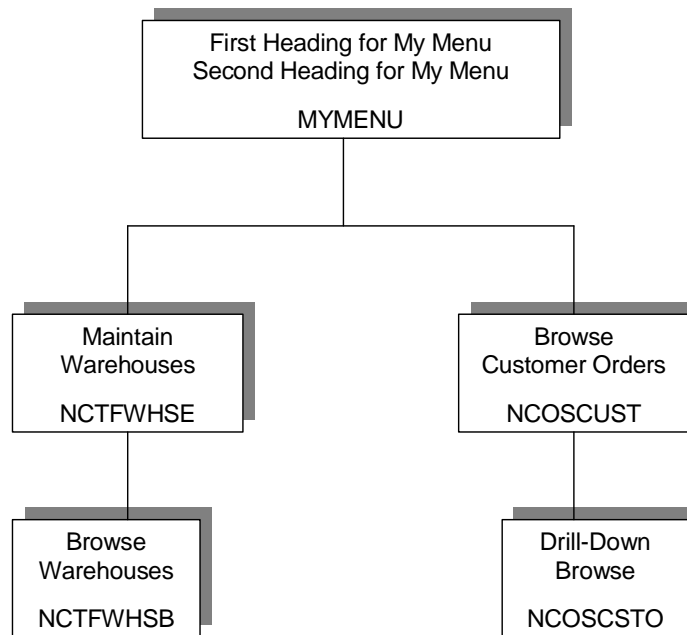 First Heading for My Menu
Second Heading for My Menu
MYMENU
Maintain
Warehouses
NCTFWHSE
Browse
Customer Orders
NCOSCUST
Browse
Warehouses
NCTFWHSB
Drill-Down
Browse
NCOSCSTO